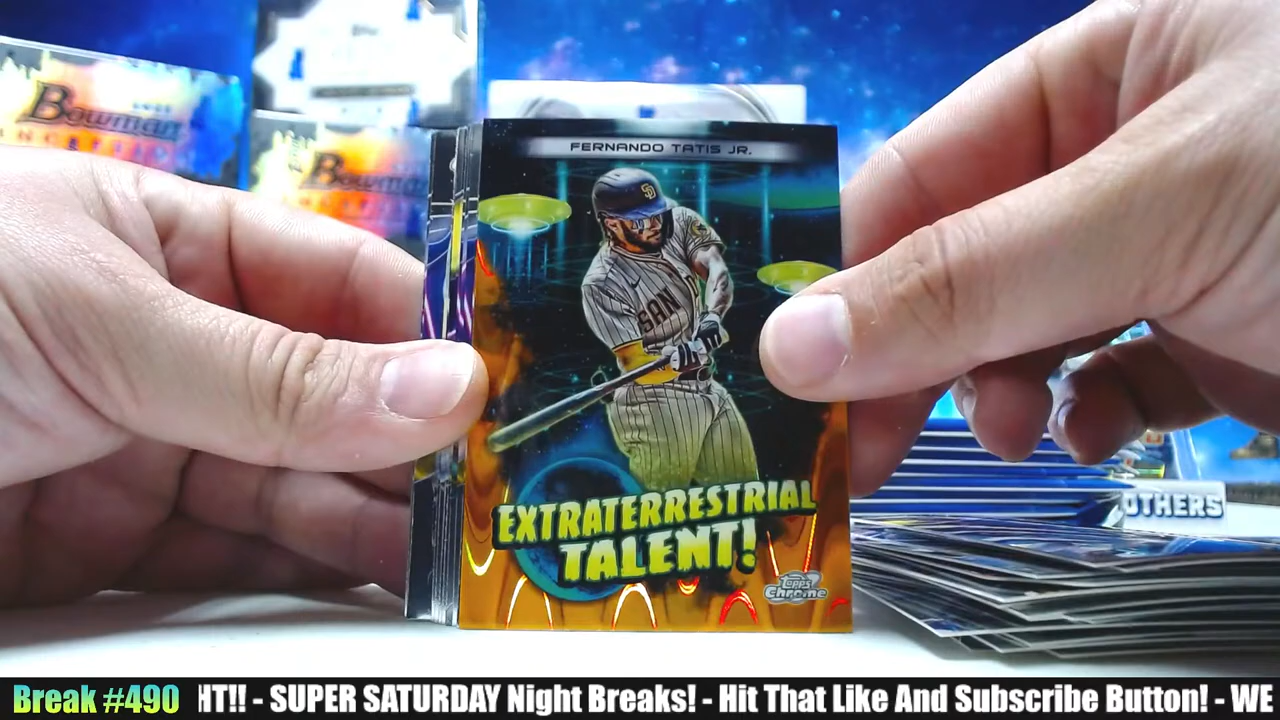 Bowman
Bowman
FERNANDO TATIS JR.
SD
SAN D
EXTRATERRESTRIAL
TALENT!
Topps
Chrome
OTHERS
Break #490 HT!! - SUPER SATURDAY Night Breaks! - Hit That Like And Subscribe Button! - WE